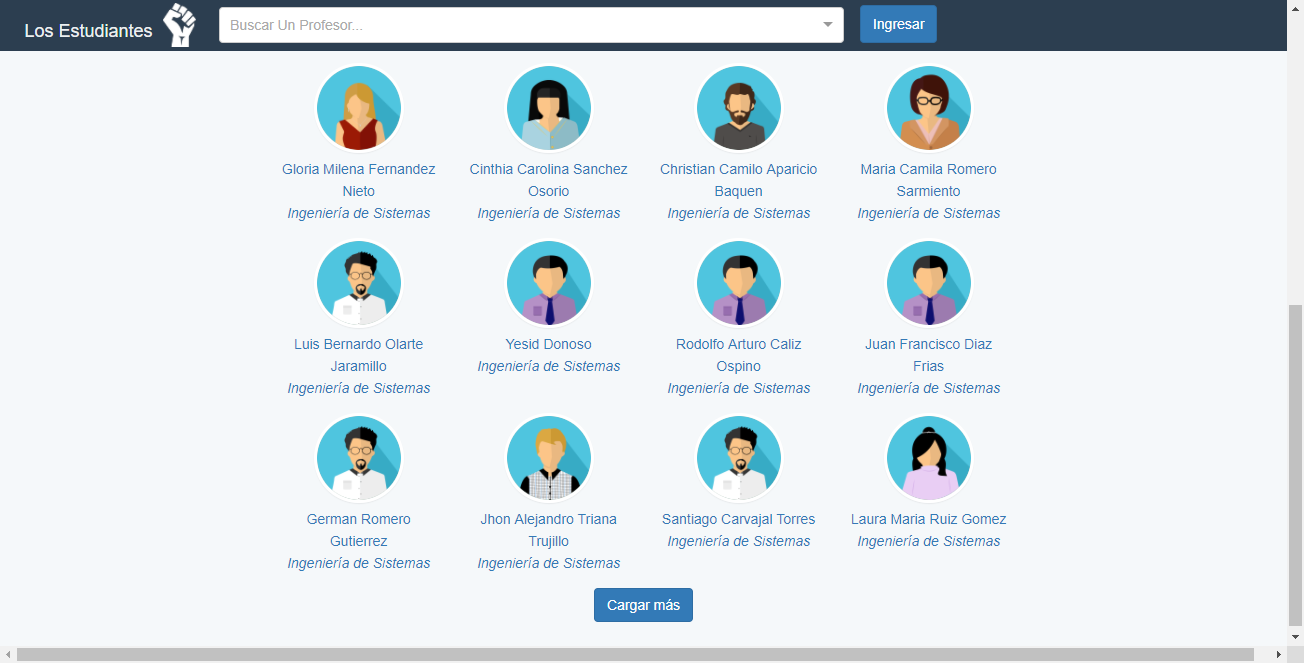 Los Estudiantes
Buscar Un Profesor...
Ingresar
Gloria Milena Fernandez
Nieto
Ingeniería de Sistemas
Cinthia Carolina Sanchez
Osorio
Ingeniería de Sistemas
Christian Camilo Aparicio
Baquen
Ingeniería de Sistemas
Maria Camila Romero
Sarmiento
Ingeniería de Sistemas
Luis Bernardo Olarte
Jaramillo
Ingeniería de Sistemas
Yesid Donoso
Ingeniería de Sistemas
Rodolfo Arturo Caliz
Ospino
Ingeniería de Sistemas
Juan Francisco Diaz
Frias
Ingeniería de Sistemas
German Romero
Gutierrez
Ingeniería de Sistemas
Jhon Alejandro Triana
Trujillo
Ingeniería de Sistemas
Santiago Carvajal Torres
Ingeniería de Sistemas
Laura Maria Ruiz Gomez
Ingeniería de Sistemas
Cargar más